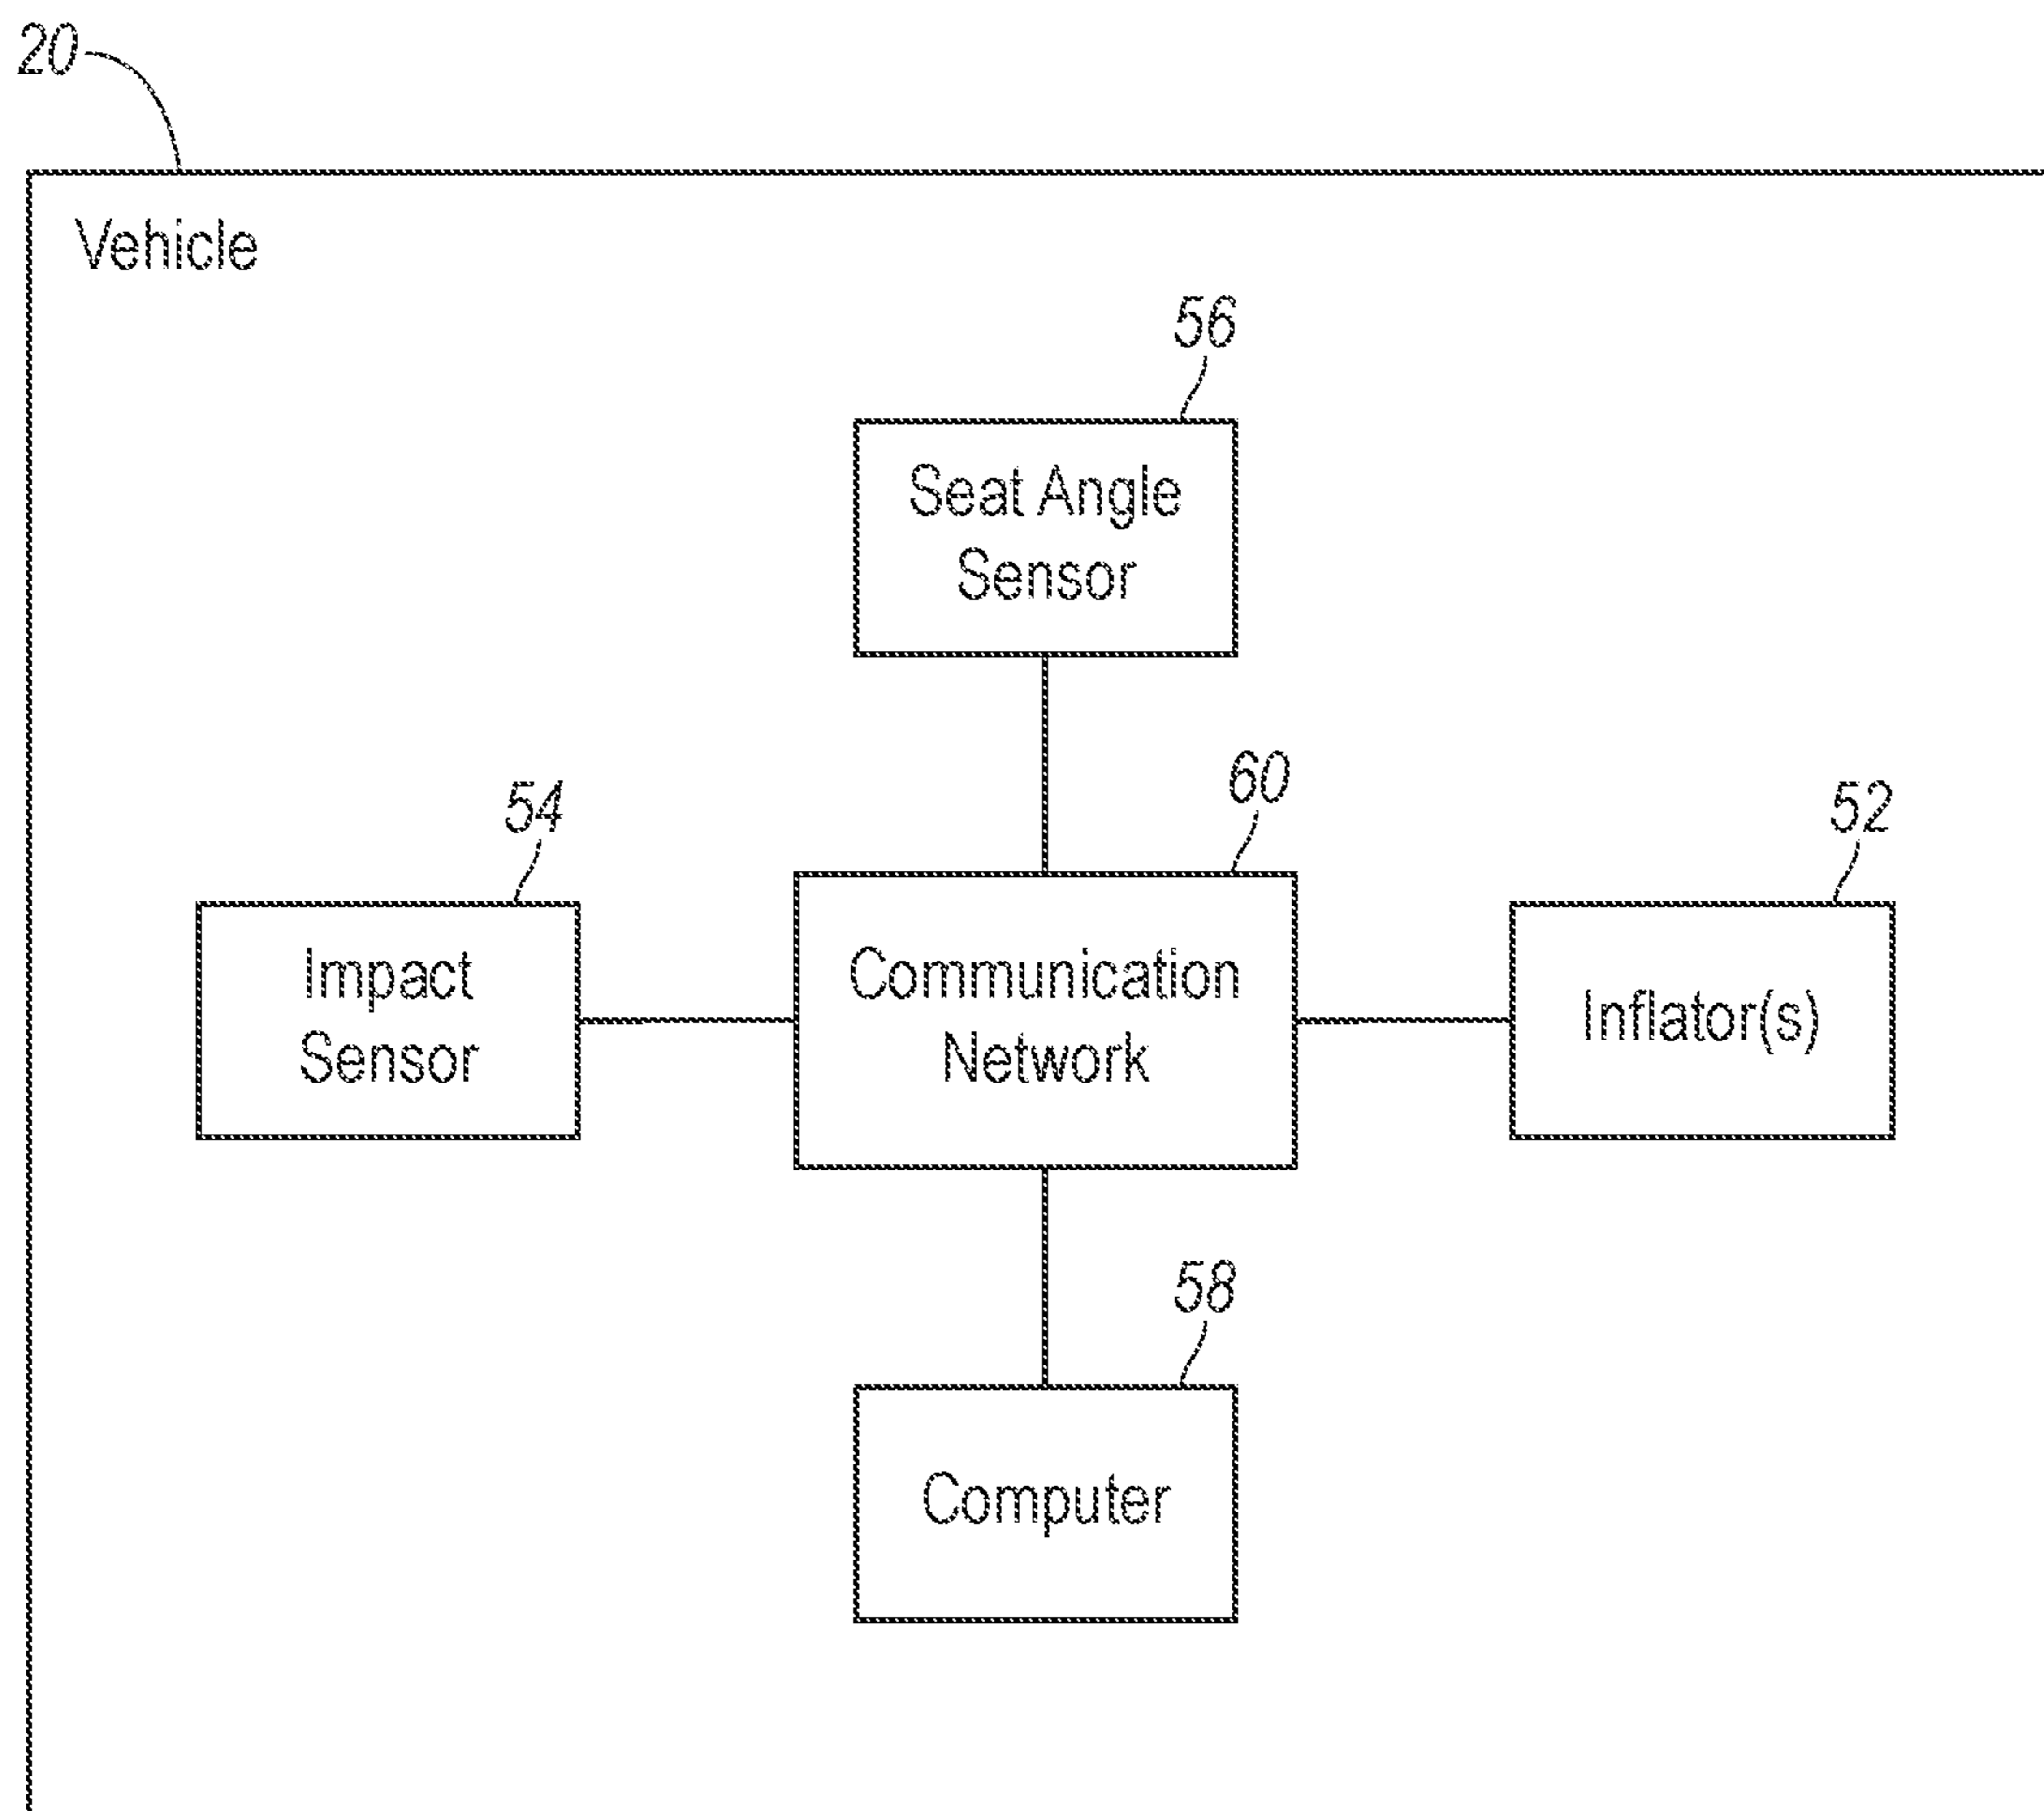 20
Vehicle
56
Seat Angle
Sensor
54
Impact
Sensor
60
Communication
Network
52
Inflator(s)
58
Computer